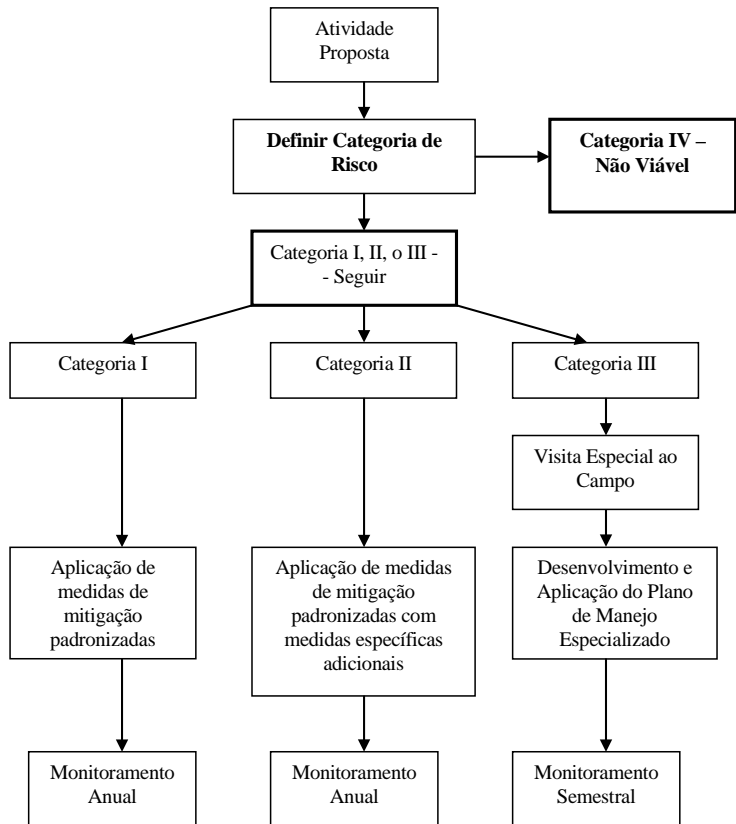 Atividade
Proposta
Definir Categoria de
Risco
Categoria IV –
Não Viável
Categoria I, II, o III -
- Seguir
Categoria I
Categoria II
Categoria III
Visita Especial ao
Campo
Aplicação de
medidas de
mitigação
padronizadas
Aplicação de medidas
de mitigação
padronizadas com
medidas específicas
adicionais
Desenvolvimento e
Aplicação do Plano
de Manejo
Especializado
Monitoramento
Anual
Monitoramento
Anual
Monitoramento
Semestral